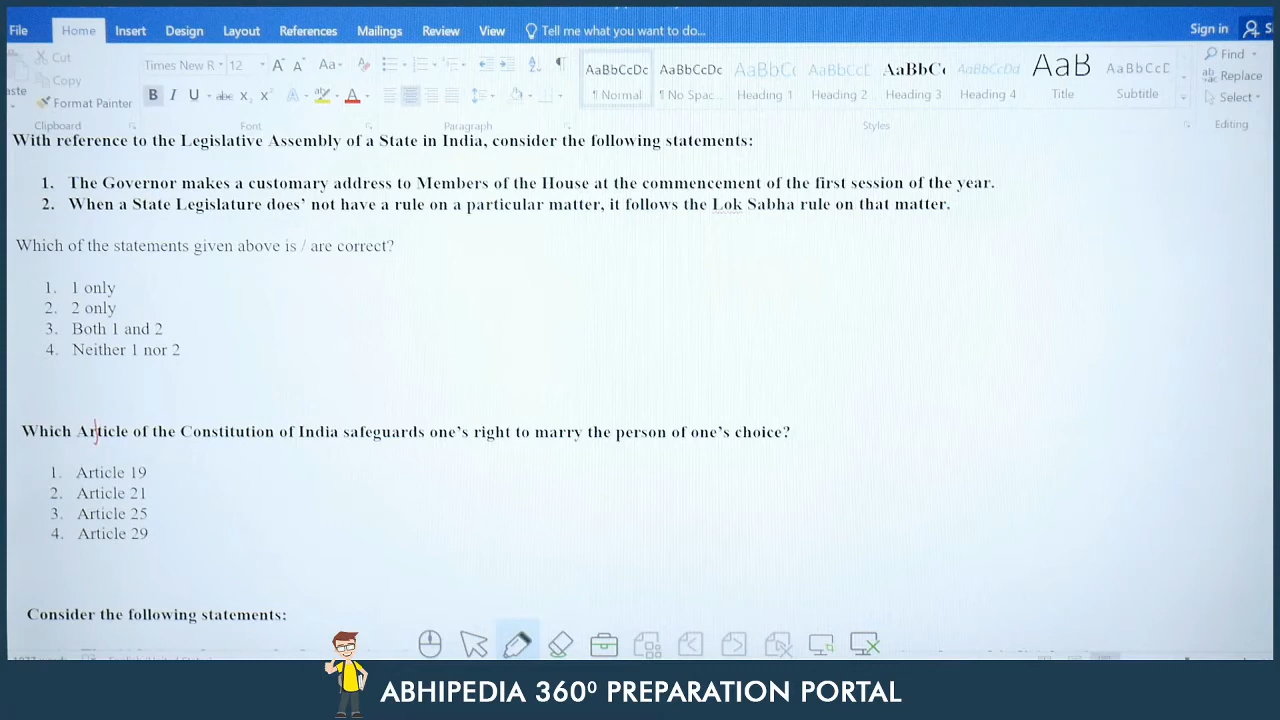 File Home Insert Design Layout References Mailings Review View Tell me what you want to do... Sign in
Cut
Copy
Format Painter
Clipboard
Times New R 12
Font
Paragraph
AaBbCcDc AaBbCcDc AaBbC AaBbCcE AaBbC AaBbCcDd AaB AaBbCcD
¶ Normal ¶ No Spac... Heading 1 Heading 2 Heading 3 Heading 4 Title Subtitle
Styles
Find
Replace
Select
Editing
With reference to the Legislative Assembly of a State in India, consider the following statements:
1. The Governor makes a customary address to Members of the House at the commencement of the first session of the year.
2. When a State Legislature does’ not have a rule on a particular matter, it follows the Lok Sabha rule on that matter.
Which of the statements given above is / are correct?
1. 1 only
2. 2 only
3. Both 1 and 2
4. Neither 1 nor 2
Which Article of the Constitution of India safeguards one’s right to marry the person of one’s choice?
1. Article 19
2. Article 21
3. Article 25
4. Article 29
Consider the following statements:
ABHIPEDIA 360⁰ PREPARATION PORTAL